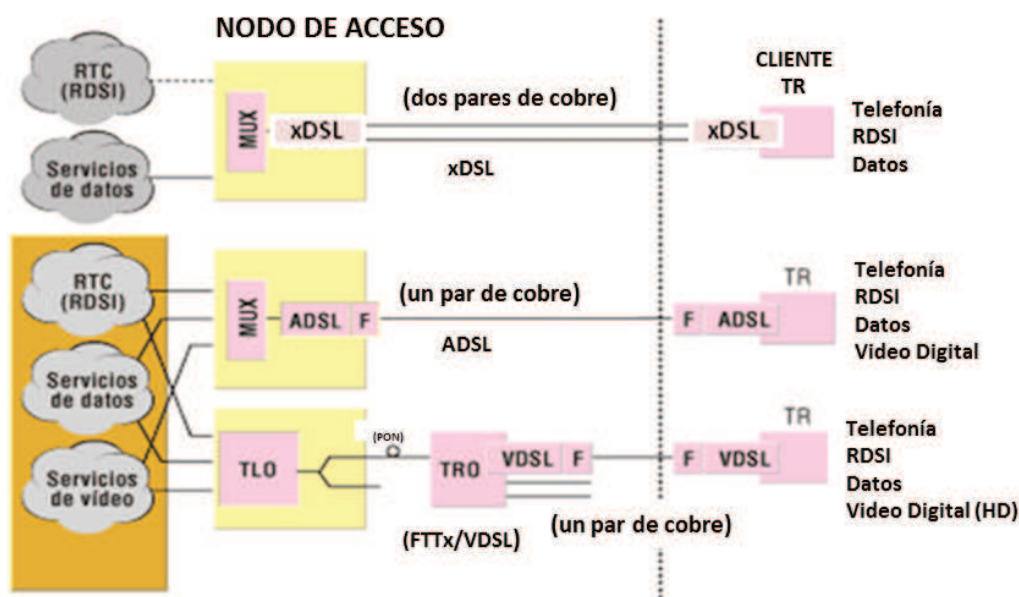 NODO DE ACCESO
RTC
(RDSI)
Servicios
de datos
MUX
xDSL
(dos pares de cobre)
xDSL
xDSL
CLIENTE
TR
Telefonía
RDSI
Datos
RTC
(RDSI)
Servicios
de datos
Servicios
de vídeo
MUX
ADSL F
(un par de cobre)
ADSL
F ADSL
TR
Telefonía
RDSI
Datos
Video Digital
TLO
(PON)
TRO
VDSL F
(FTTx/VDSL)
(un par de cobre)
F VDSL
TR
Telefonía
RDSI
Datos
Video Digital (HD)